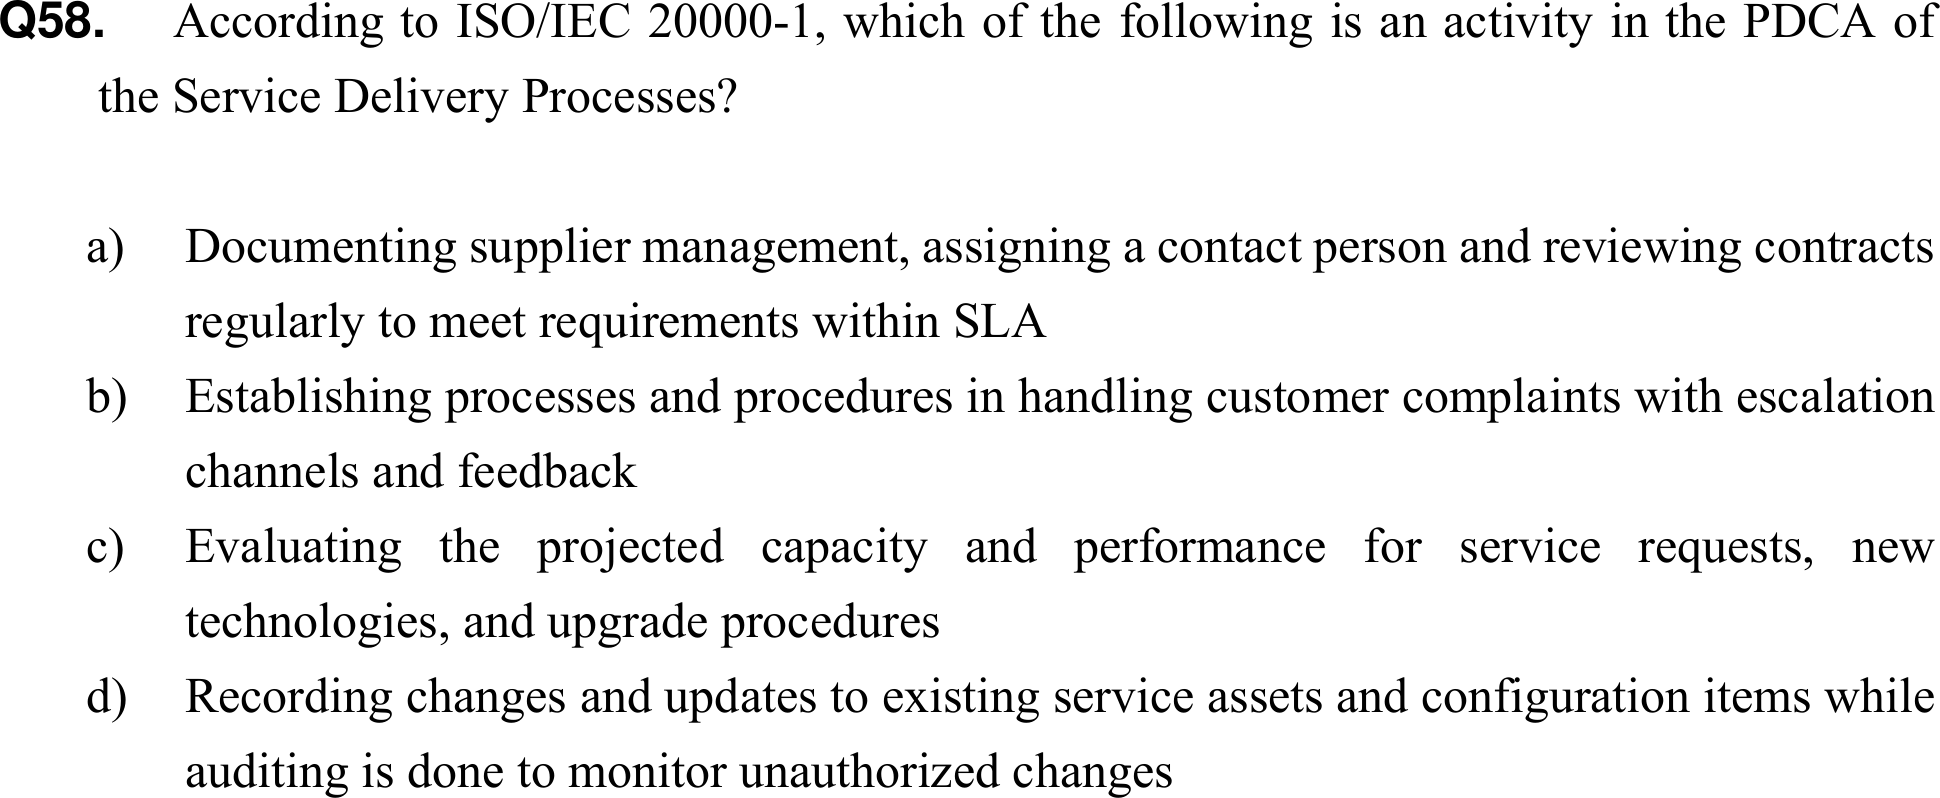 Q58. According to ISO/IEC 20000-1, which of the following is an activity in the PDCA of
the Service Delivery Processes?
a) Documenting supplier management, assigning a contact person and reviewing contracts
regularly to meet requirements within SLA
b) Establishing processes and procedures in handling customer complaints with escalation
channels and feedback
c) Evaluating the projected capacity and performance for service requests, new
technologies, and upgrade procedures
d) Recording changes and updates to existing service assets and configuration items while
auditing is done to monitor unauthorized changes